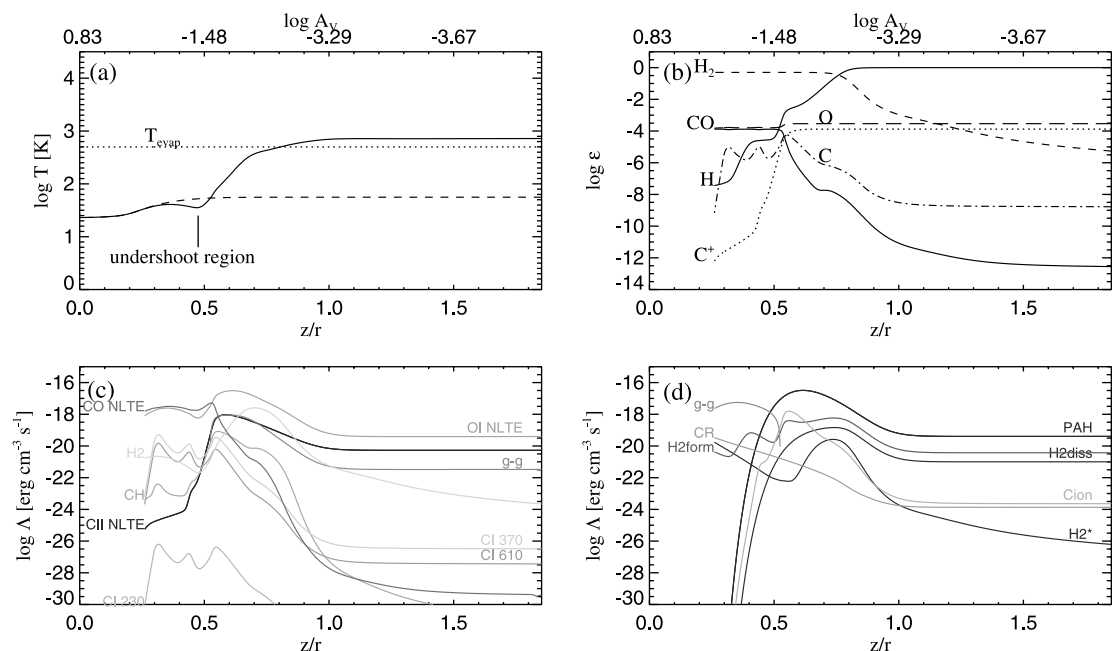 log A_V
0.83 -1.48 -3.29 -3.67
(a)
T_evap
undershoot region
log T [K]
4
3
2
1
0
0.0 0.5 1.0 1.5
z/r
log A_V
0.83 -1.48 -3.29 -3.67
(b)
H_2
CO
O
C
H
C^+
log ε
0
-2
-4
-6
-8
-10
-12
-14
0.0 0.5 1.0 1.5
z/r
(c)
CO NLTE
OI NLTE
H2
g-g
CH
CII NLTE
CI 370
CI 610
CI 230
log Λ [erg cm^-3 s^-1]
-16
-18
-20
-22
-24
-26
-28
-30
0.0 0.5 1.0 1.5
z/r
(d)
g-g
PAH
CR
H2form
H2diss
Cion
H2*
log Λ [erg cm^-3 s^-1]
-16
-18
-20
-22
-24
-26
-28
-30
0.0 0.5 1.0 1.5
z/r